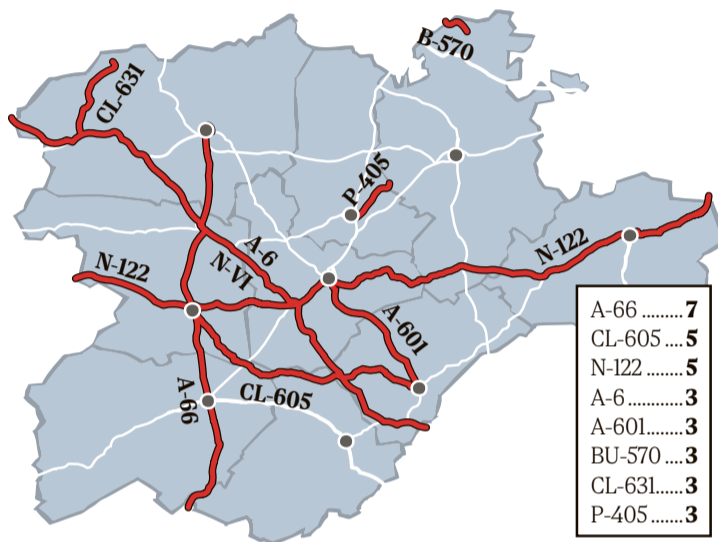 B-570
CL-631
P-405
N-122
A-6
N-VI
N-122
A-601
A-66
CL-605
A-66 ......... 7
CL-605 .... 5
N-122 ....... 5
A-6 ............ 3
A-601........ 3
BU-570 .... 3
CL-631...... 3
P-405 ....... 3